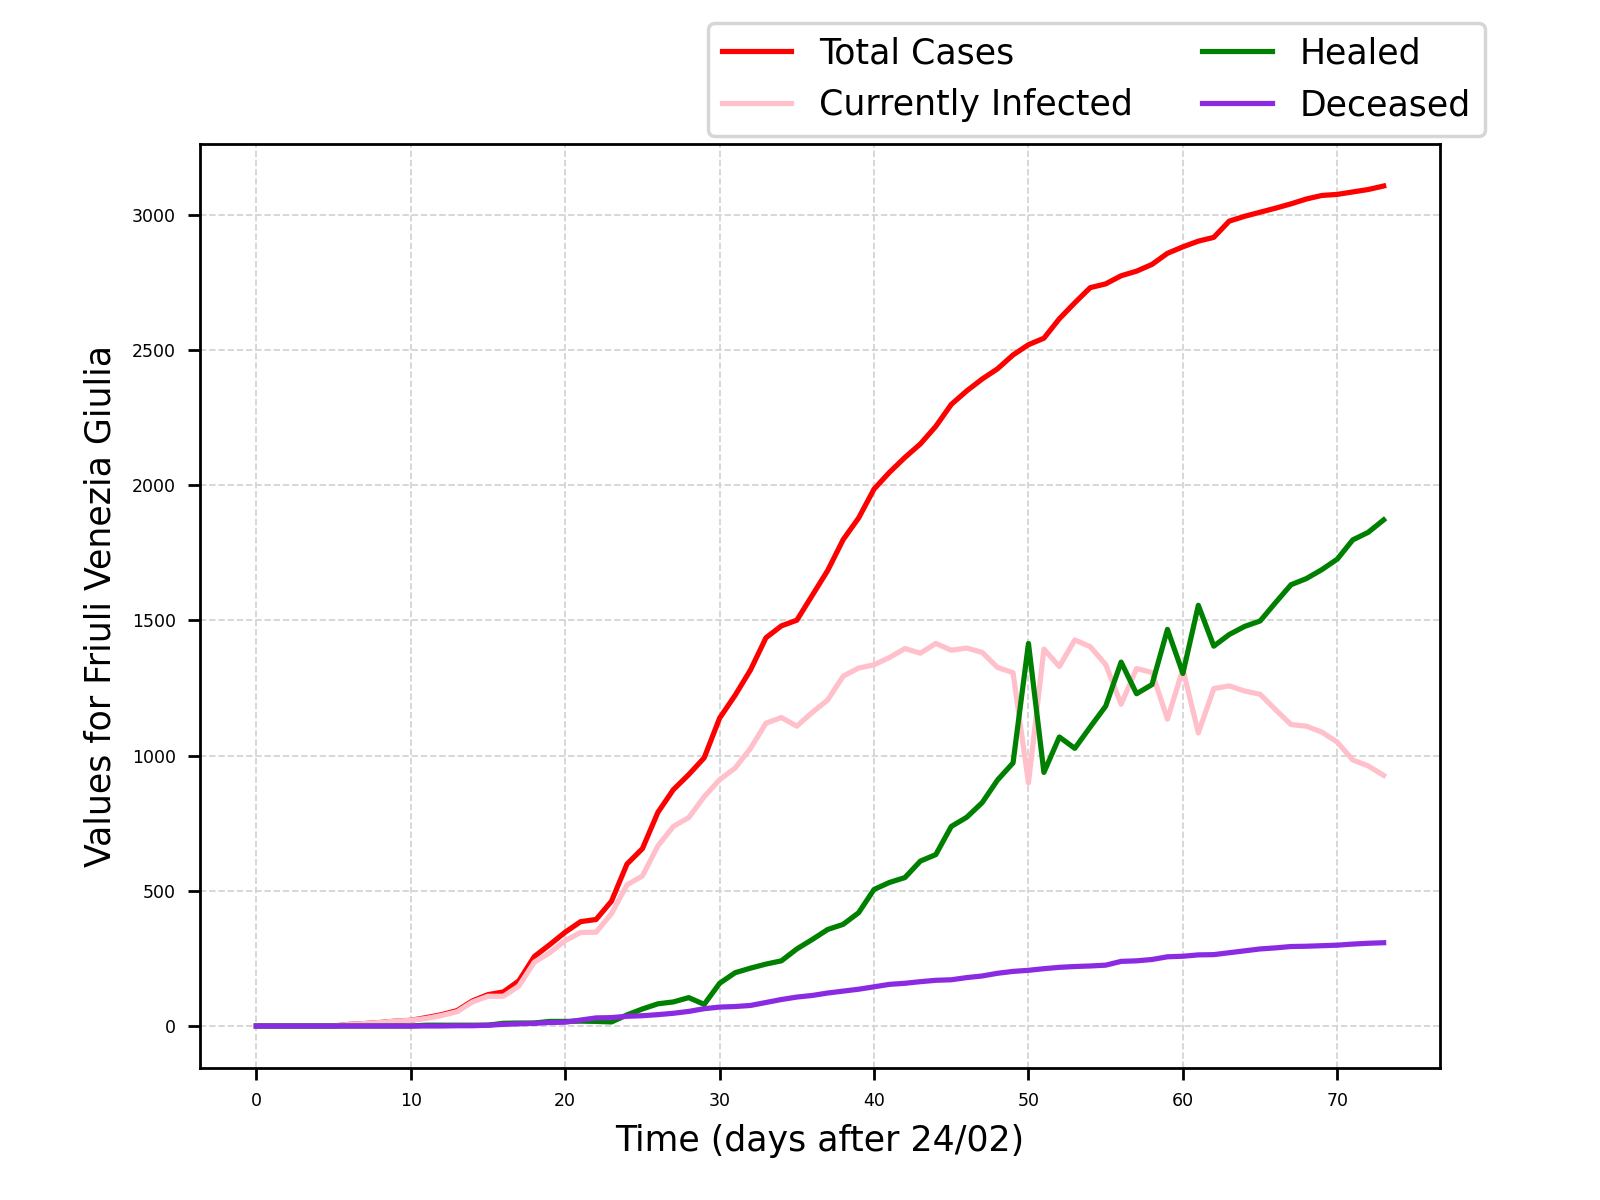 Total Cases
Currently Infected
Healed
Deceased
Values for Friuli Venezia Giulia
3000
2500
2000
1500
1000
500
0
0 10 20 30 40 50 60 70
Time (days after 24/02)